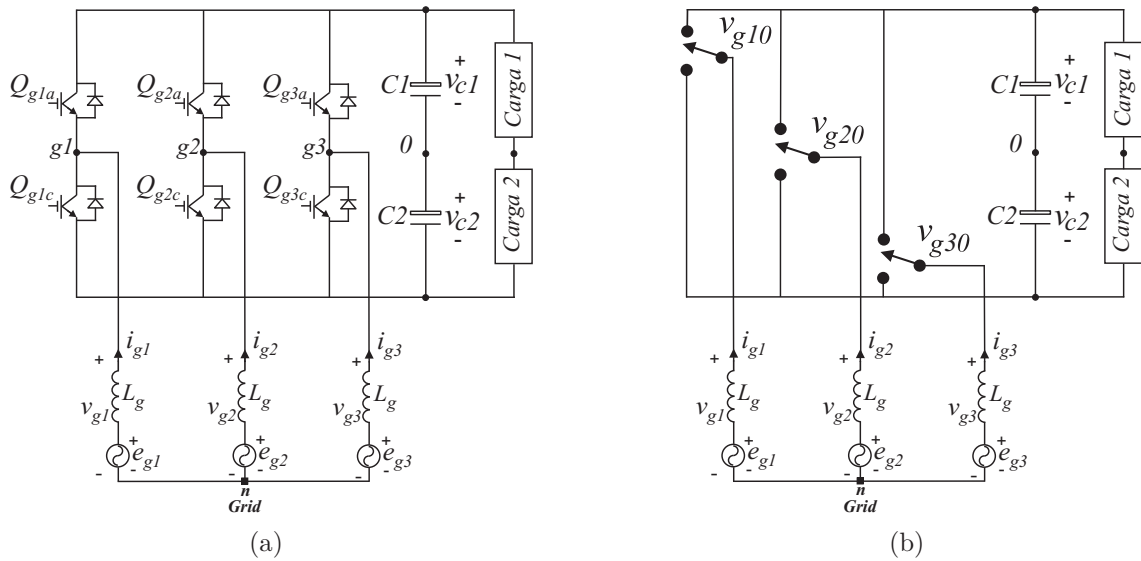 Q_{g1a}
Q_{g2a}
Q_{g3a}
C1
+
v_{c1}
-
Carga 1
g1
g2
g3
0
Q_{g1c}
Q_{g2c}
Q_{g3c}
C2
+
v_{c2}
-
Carga 2
+ i_{g1}
+ i_{g2}
+ i_{g3}
v_{g1} L_g
v_{g2} L_g
v_{g3} L_g
+ e_{g1} -
+ e_{g2} -
+ e_{g3} -
- - -
n
Grid
(a)
v_{g10}
v_{g20}
v_{g30}
C1
+
v_{c1}
-
Carga 1
0
C2
+
v_{c2}
-
Carga 2
+ i_{g1}
+ i_{g2}
+ i_{g3}
v_{g1} L_g
v_{g2} L_g
v_{g3} L_g
+ e_{g1} -
+ e_{g2} -
+ e_{g3} -
- - -
n
Grid
(b)